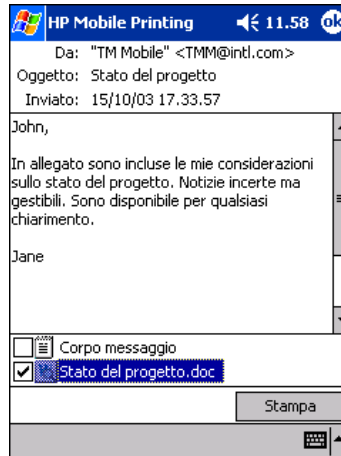 HP Mobile Printing 11.58 ok
Da: "TM Mobile" <TMM@intl.com>
Oggetto: Stato del progetto
Inviato: 15/10/03 17.33.57
John,
In allegato sono incluse le mie considerazioni
sullo stato del progetto. Notizie incerte ma
gestibili. Sono disponibile per qualsiasi
chiarimento.
Jane
Corpo messaggio
Stato del progetto.doc
Stampa